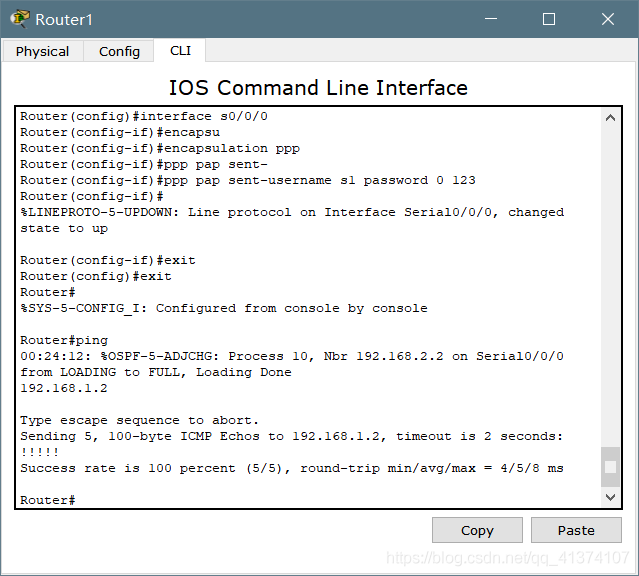 Router1
Physical Config CLI
IOS Command Line Interface
Router(config)#interface s0/0/0
Router(config-if)#encapsu
Router(config-if)#encapsulation ppp
Router(config-if)#ppp pap sent-
Router(config-if)#ppp pap sent-username s1 password 0 123
Router(config-if)#
%LINEPROTO-5-UPDOWN: Line protocol on Interface Serial0/0/0, changed
state to up
Router(config-if)#exit
Router(config)#exit
Router#
%SYS-5-CONFIG_I: Configured from console by console
Router#ping
00:24:12: %OSPF-5-ADJCHG: Process 10, Nbr 192.168.2.2 on Serial0/0/0
from LOADING to FULL, Loading Done
192.168.1.2
Type escape sequence to abort.
Sending 5, 100-byte ICMP Echos to 192.168.1.2, timeout is 2 seconds:
!!!!!
Success rate is 100 percent (5/5), round-trip min/avg/max = 4/5/8 ms
Router#
Copy Paste
https://blog.csdn.net/qq_41374107